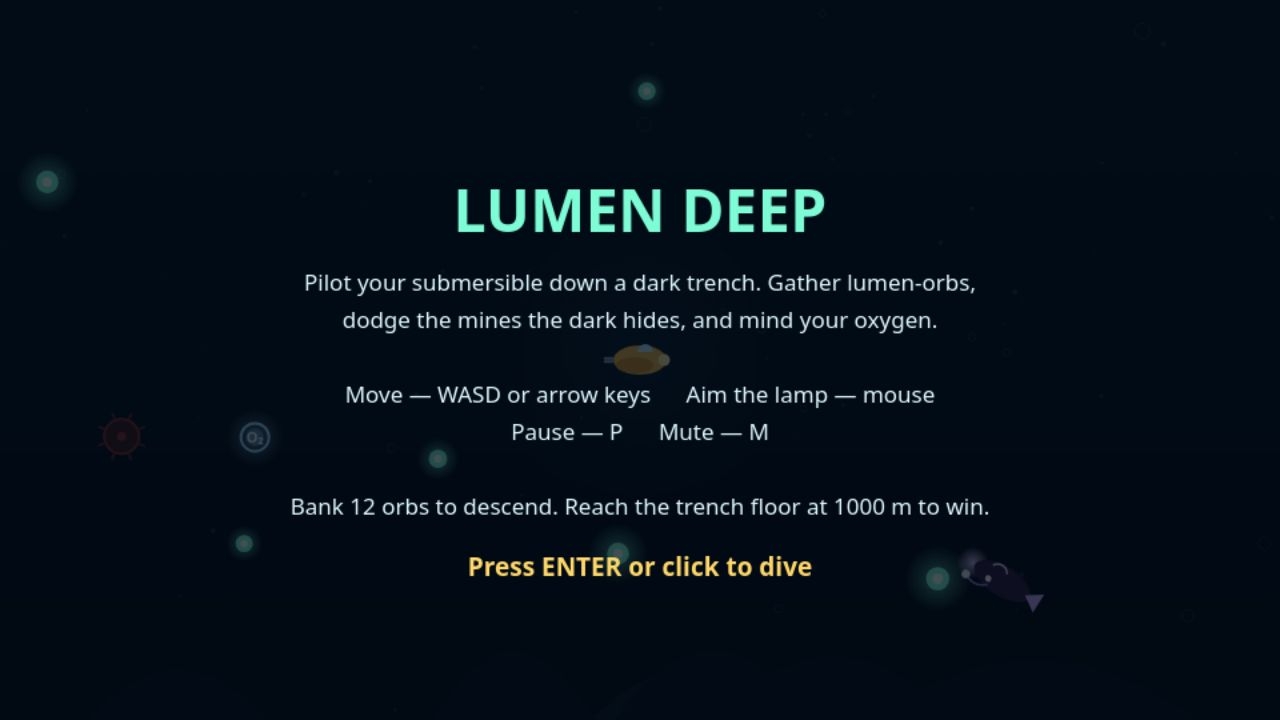 LUMEN DEEP
Pilot your submersible down a dark trench. Gather lumen-orbs,
dodge the mines the dark hides, and mind your oxygen.
Move — WASD or arrow keys Aim the lamp — mouse
Pause — P Mute — M
O₂
Bank 12 orbs to descend. Reach the trench floor at 1000 m to win.
Press ENTER or click to dive